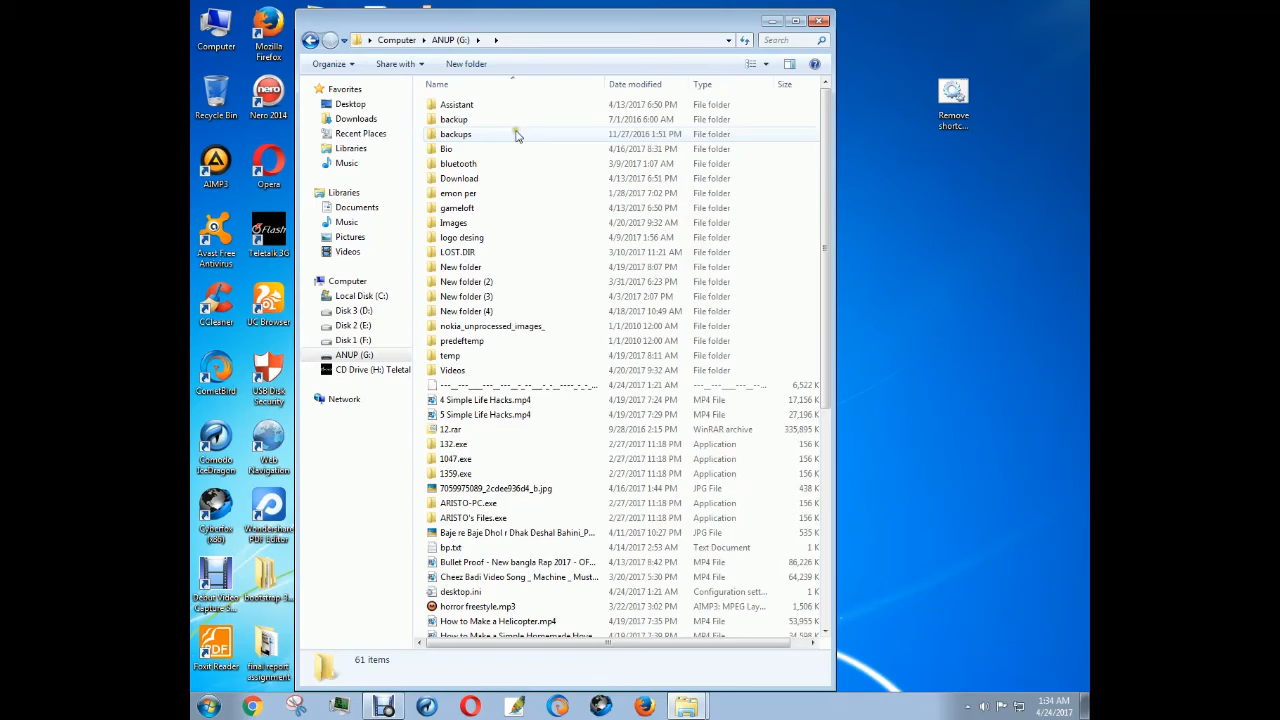 Computer
Mozilla
Firefox
Recycle Bin
Nero 2014
AIMP3
Opera
Avast Free
Antivirus
Teletalk 3G
CCleaner
UC Browser
CometBird
USB Disk
Security
Comodo
IceDragon
Web
Navigation
Cyberfox
(x86)
Wondershare
PDF Editor
Debut Video
Capture S...
bootstrap-3...
Foxit Reader
final report
assignment
Remove
shortc...
Computer ANUP (G:)
Search
Organize Share with New folder
Favorites
Desktop
Downloads
Recent Places
Libraries
Music
Libraries
Documents
Music
Pictures
Videos
Computer
Local Disk (C:)
Disk 3 (D:)
Disk 2 (E:)
Disk 1 (F:)
ANUP (G:)
CD Drive (H:) Teletal
Network
Name Date modified Type Size
Assistant 4/13/2017 6:50 PM File folder
backup 7/1/2016 6:00 AM File folder
backups 11/27/2016 1:51 PM File folder
Bio 4/16/2017 8:31 PM File folder
bluetooth 3/9/2017 1:07 AM File folder
Download 4/13/2017 6:51 PM File folder
emon per 1/28/2017 7:02 PM File folder
gameloft 4/13/2017 6:50 PM File folder
Images 4/20/2017 9:32 AM File folder
logo desing 4/9/2017 1:56 AM File folder
LOST.DIR 3/10/2017 11:21 AM File folder
New folder 4/19/2017 8:07 PM File folder
New folder (2) 3/31/2017 6:23 PM File folder
New folder (3) 4/3/2017 2:07 PM File folder
New folder (4) 4/18/2017 10:49 AM File folder
nokia_unprocessed_images_ 1/1/2010 12:00 AM File folder
predeftemp 1/1/2010 12:00 AM File folder
temp 4/19/2017 8:11 AM File folder
Videos 4/20/2017 9:32 AM File folder
4/24/2017 1:21 AM 6,522 K
4 Simple Life Hacks.mp4 4/19/2017 7:24 PM MP4 File 17,156 K
5 Simple Life Hacks.mp4 4/19/2017 7:29 PM MP4 File 27,196 K
12.rar 9/28/2016 2:15 PM WinRAR archive 335,895 K
132.exe 2/27/2017 11:18 PM Application 156 K
1047.exe 2/27/2017 11:18 PM Application 156 K
1359.exe 2/27/2017 11:18 PM Application 156 K
7059975089_2cdee936d4_b.jpg 4/16/2017 1:44 PM JPG File 438 K
ARISTO-PC.exe 2/27/2017 11:18 PM Application 156 K
ARISTO's Files.exe 2/27/2017 11:18 PM Application 156 K
Baje re Baje Dhol r Dhak Deshal Bahini_P... 4/11/2017 10:27 PM JPG File 535 K
bp.txt 4/14/2017 2:53 AM Text Document 1 K
Bullet Proof - New bangla Rap 2017 - OF... 4/13/2017 8:42 PM MP4 File 86,226 K
Cheez Badi Video Song _ Machine _ Must... 3/20/2017 5:30 PM MP4 File 64,239 K
desktop.ini 4/24/2017 1:21 AM Configuration sett... 1 K
horror freestyle.mp3 3/22/2017 3:02 PM AIMP3: MPEG Lay... 1,506 K
How to Make a Helicopter.mp4 4/19/2017 7:35 PM MP4 File 53,955 K
How to Make a Simple Homemade Hove... 4/19/2017 7:39 PM MP4 File 34,598 K
61 items
1:34 AM
4/24/2017